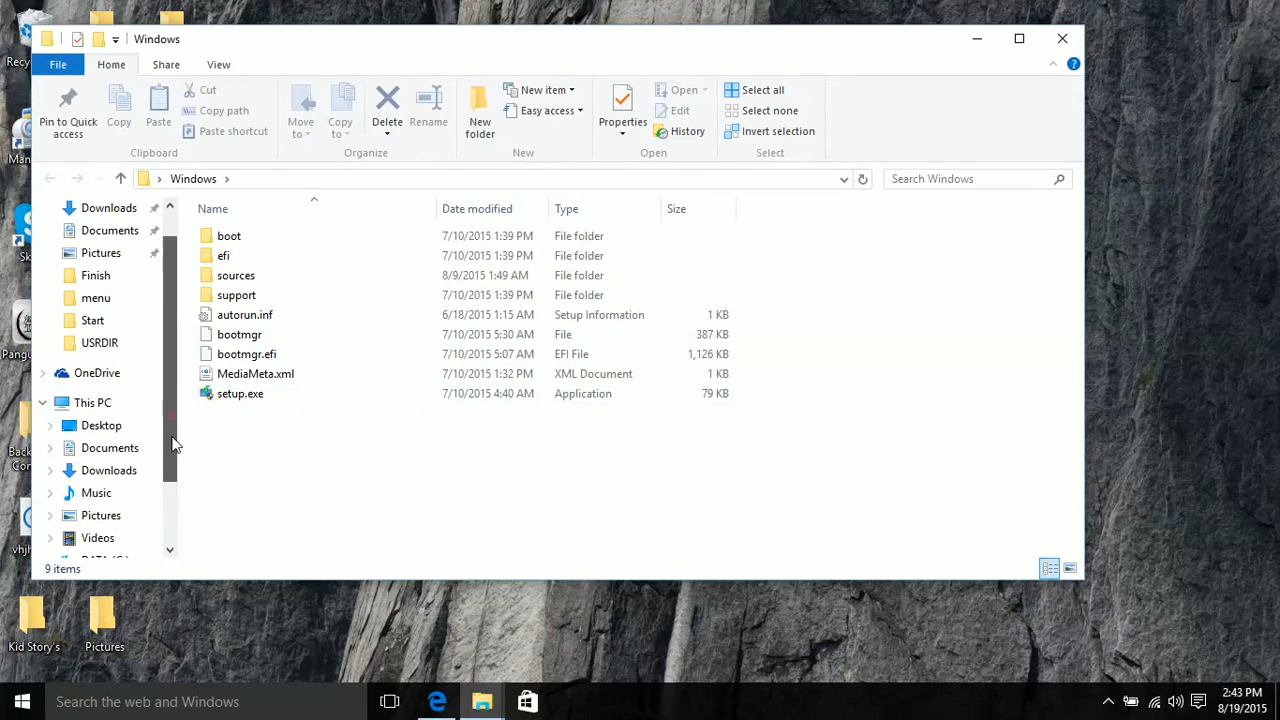 Windows
File Home Share View
Pin to Quick access
Copy
Paste
Cut
Copy path
Paste shortcut
Clipboard
Move to
Copy to
Delete
Rename
Organize
New folder
New item
Easy access
New
Properties
Open
Edit
History
Open
Select all
Select none
Invert selection
Select
Windows
Search Windows
Name Date modified Type Size
boot 7/10/2015 1:39 PM File folder
efi 7/10/2015 1:39 PM File folder
sources 8/9/2015 1:49 AM File folder
support 7/10/2015 1:39 PM File folder
autorun.inf 6/18/2015 1:15 AM Setup Information 1 KB
bootmgr 7/10/2015 5:30 AM File 387 KB
bootmgr.efi 7/10/2015 5:07 AM EFI File 1,126 KB
MediaMeta.xml 7/10/2015 1:32 PM XML Document 1 KB
setup.exe 7/10/2015 4:40 AM Application 79 KB
Downloads
Documents
Pictures
Finish
menu
Start
USRDIR
OneDrive
This PC
Desktop
Documents
Downloads
Music
Pictures
Videos
9 items
Kid Story's
Pictures
Search the web and Windows
2:43 PM
8/19/2015